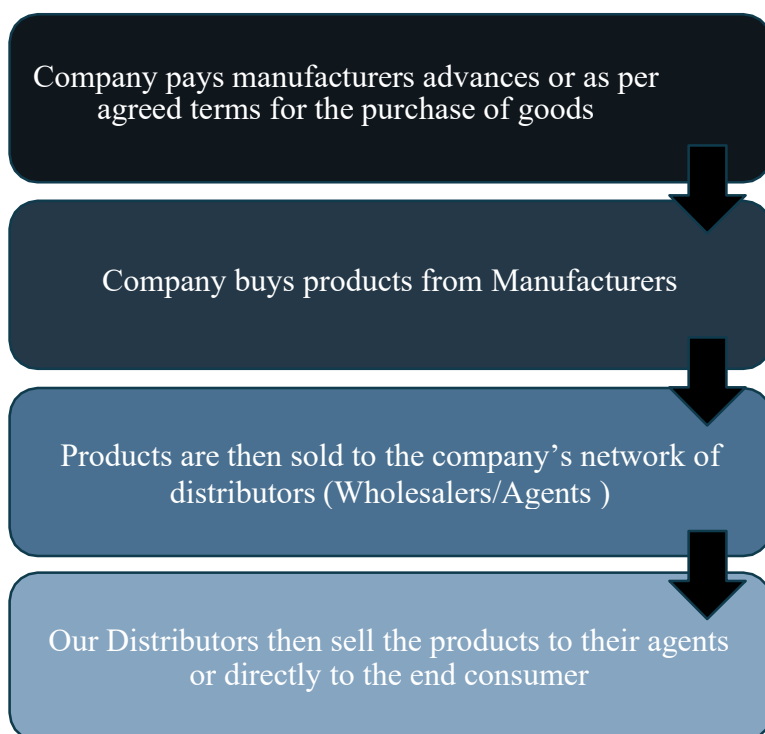 Company pays manufacturers advances or as per
agreed terms for the purchase of goods
Company buys products from Manufacturers
Products are then sold to the company’s network of
distributors (Wholesalers/Agents )
Our Distributors then sell the products to their agents
or directly to the end consumer